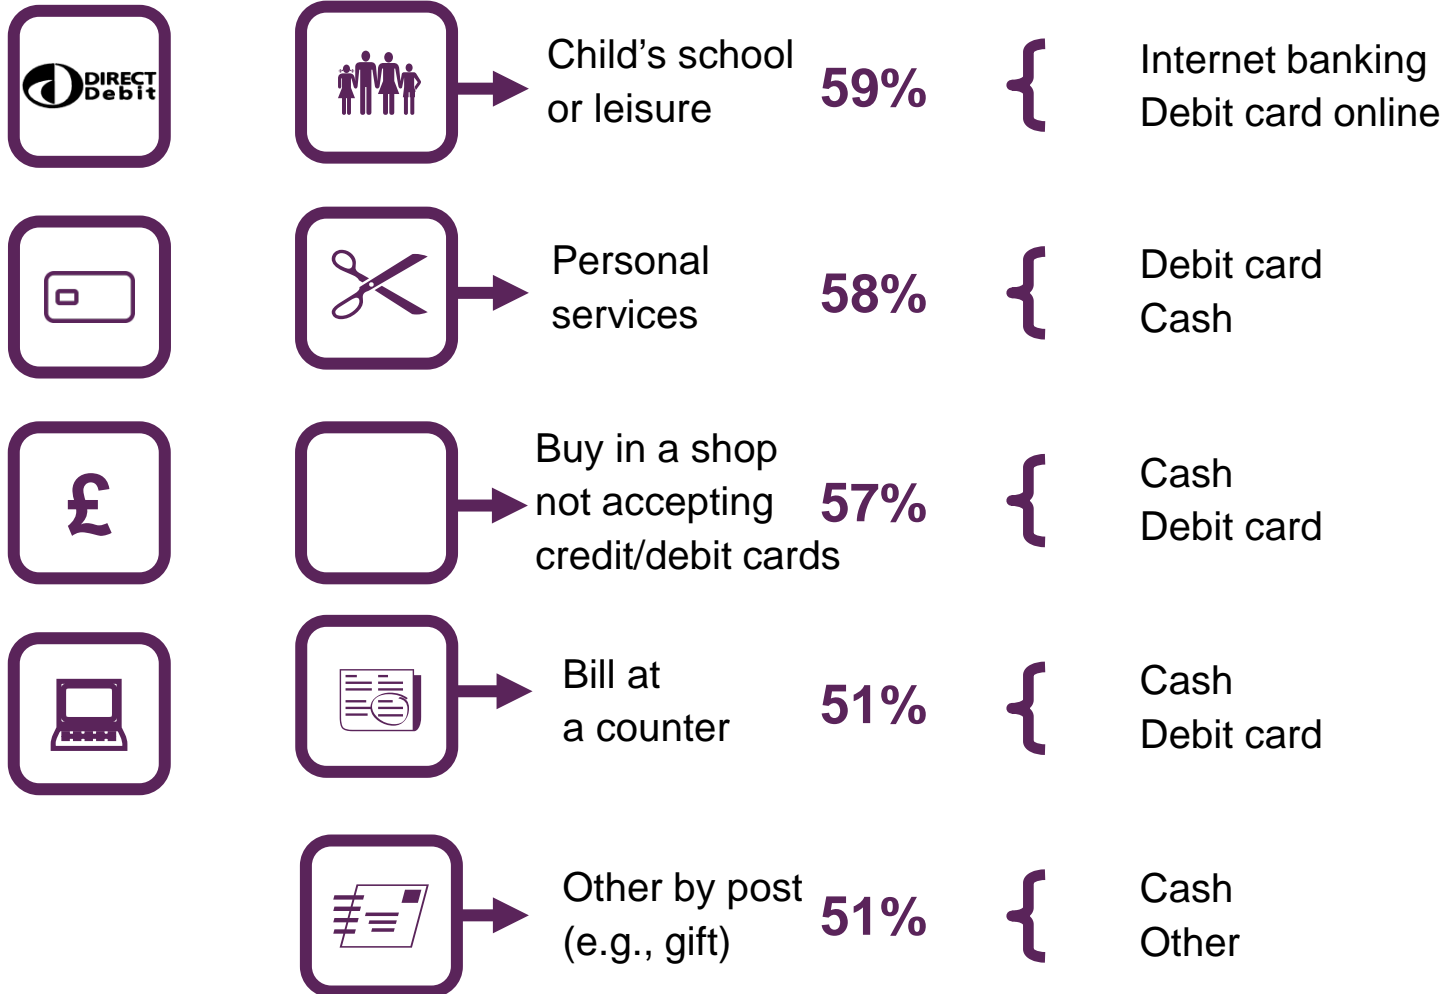 DIRECT
Debit
Child’s school
or leisure
59%
Internet banking
Debit card online
Personal
services
58%
Debit card
Cash
£
Buy in a shop
not accepting
credit/debit cards
57%
Cash
Debit card
Bill at
a counter
51%
Cash
Debit card
Other by post
(e.g., gift)
51%
Cash
Other